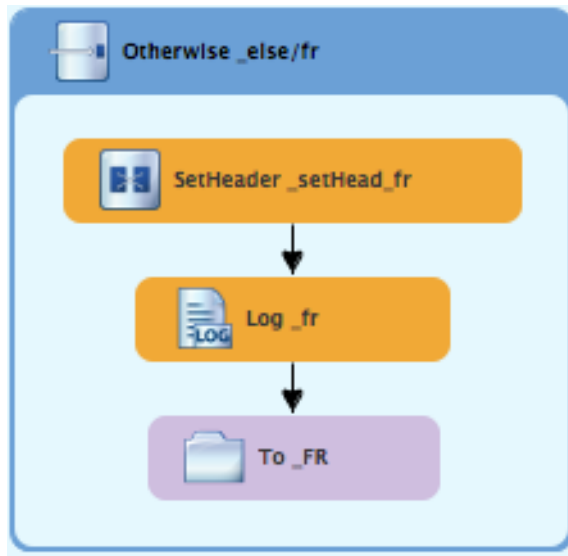 Otherwise _else/fr
SetHeader _setHead_fr
Log _fr
LOG
To _FR